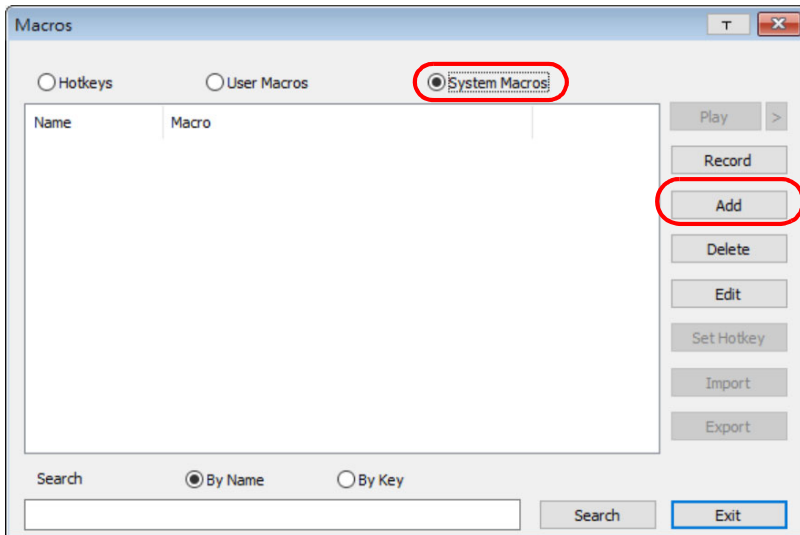 Macros
T
Hotkeys User Macros System Macros
Name Macro
Play >
Record
Add
Delete
Edit
Set Hotkey
Import
Export
Search By Name By Key
Search Exit